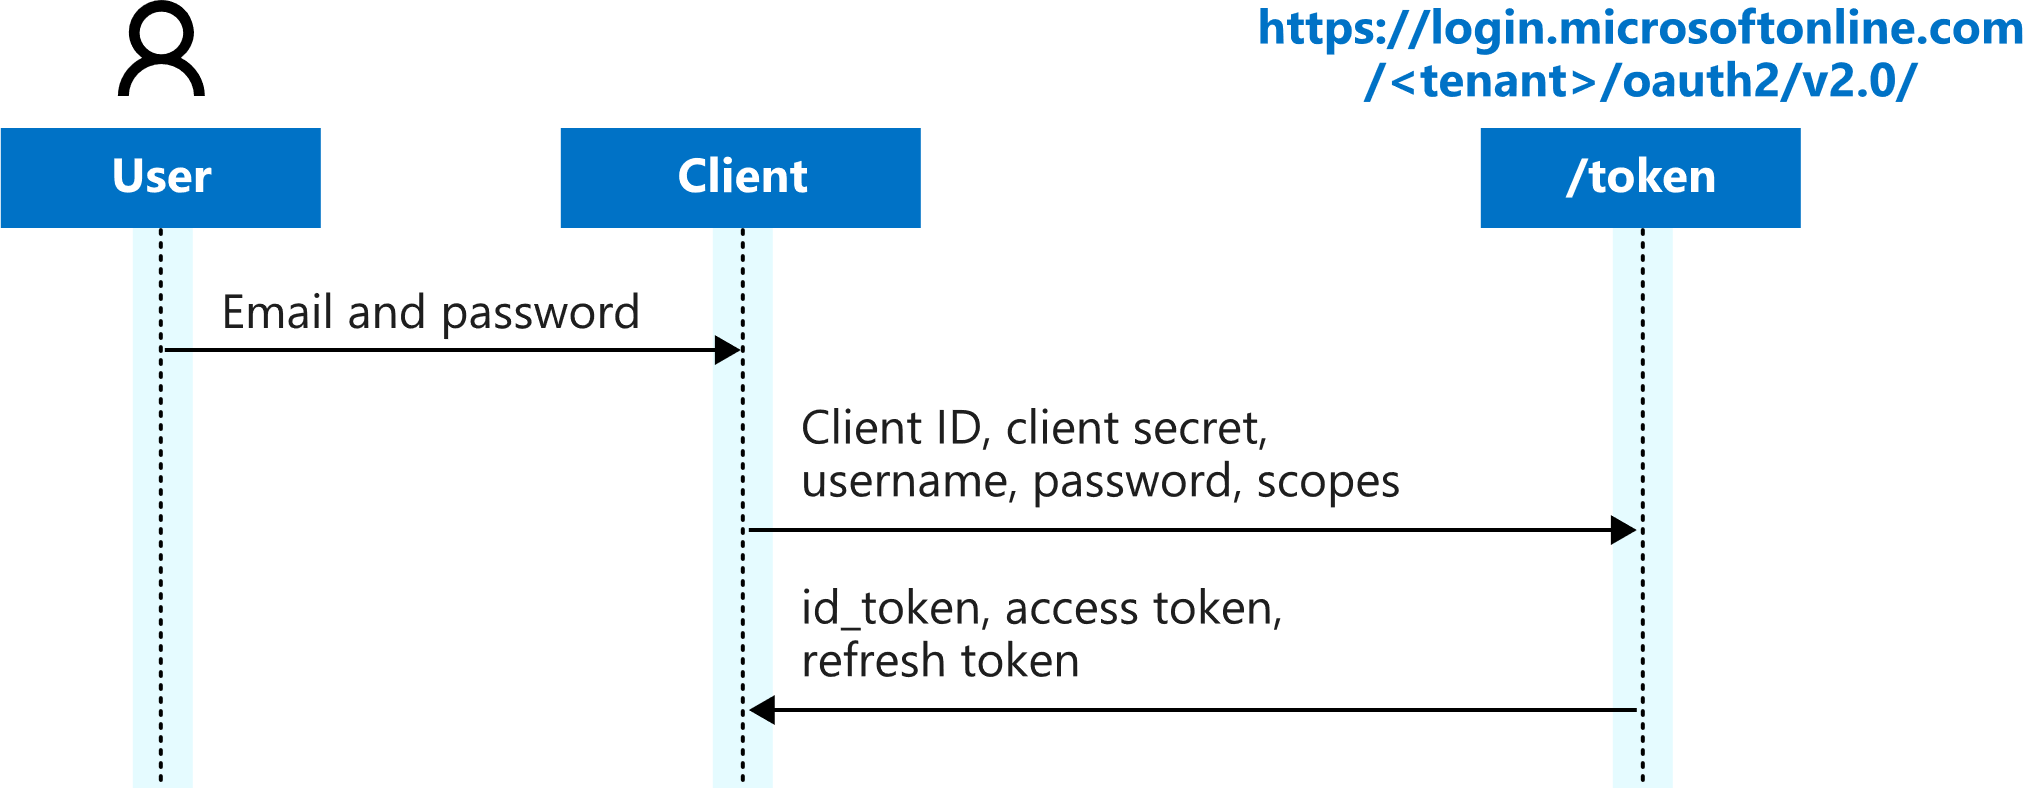 https://login.microsoftonline.com
/<tenant>/oauth2/v2.0/
User
Client
/token
Email and password
Client ID, client secret,
username, password, scopes
id_token, access token,
refresh token